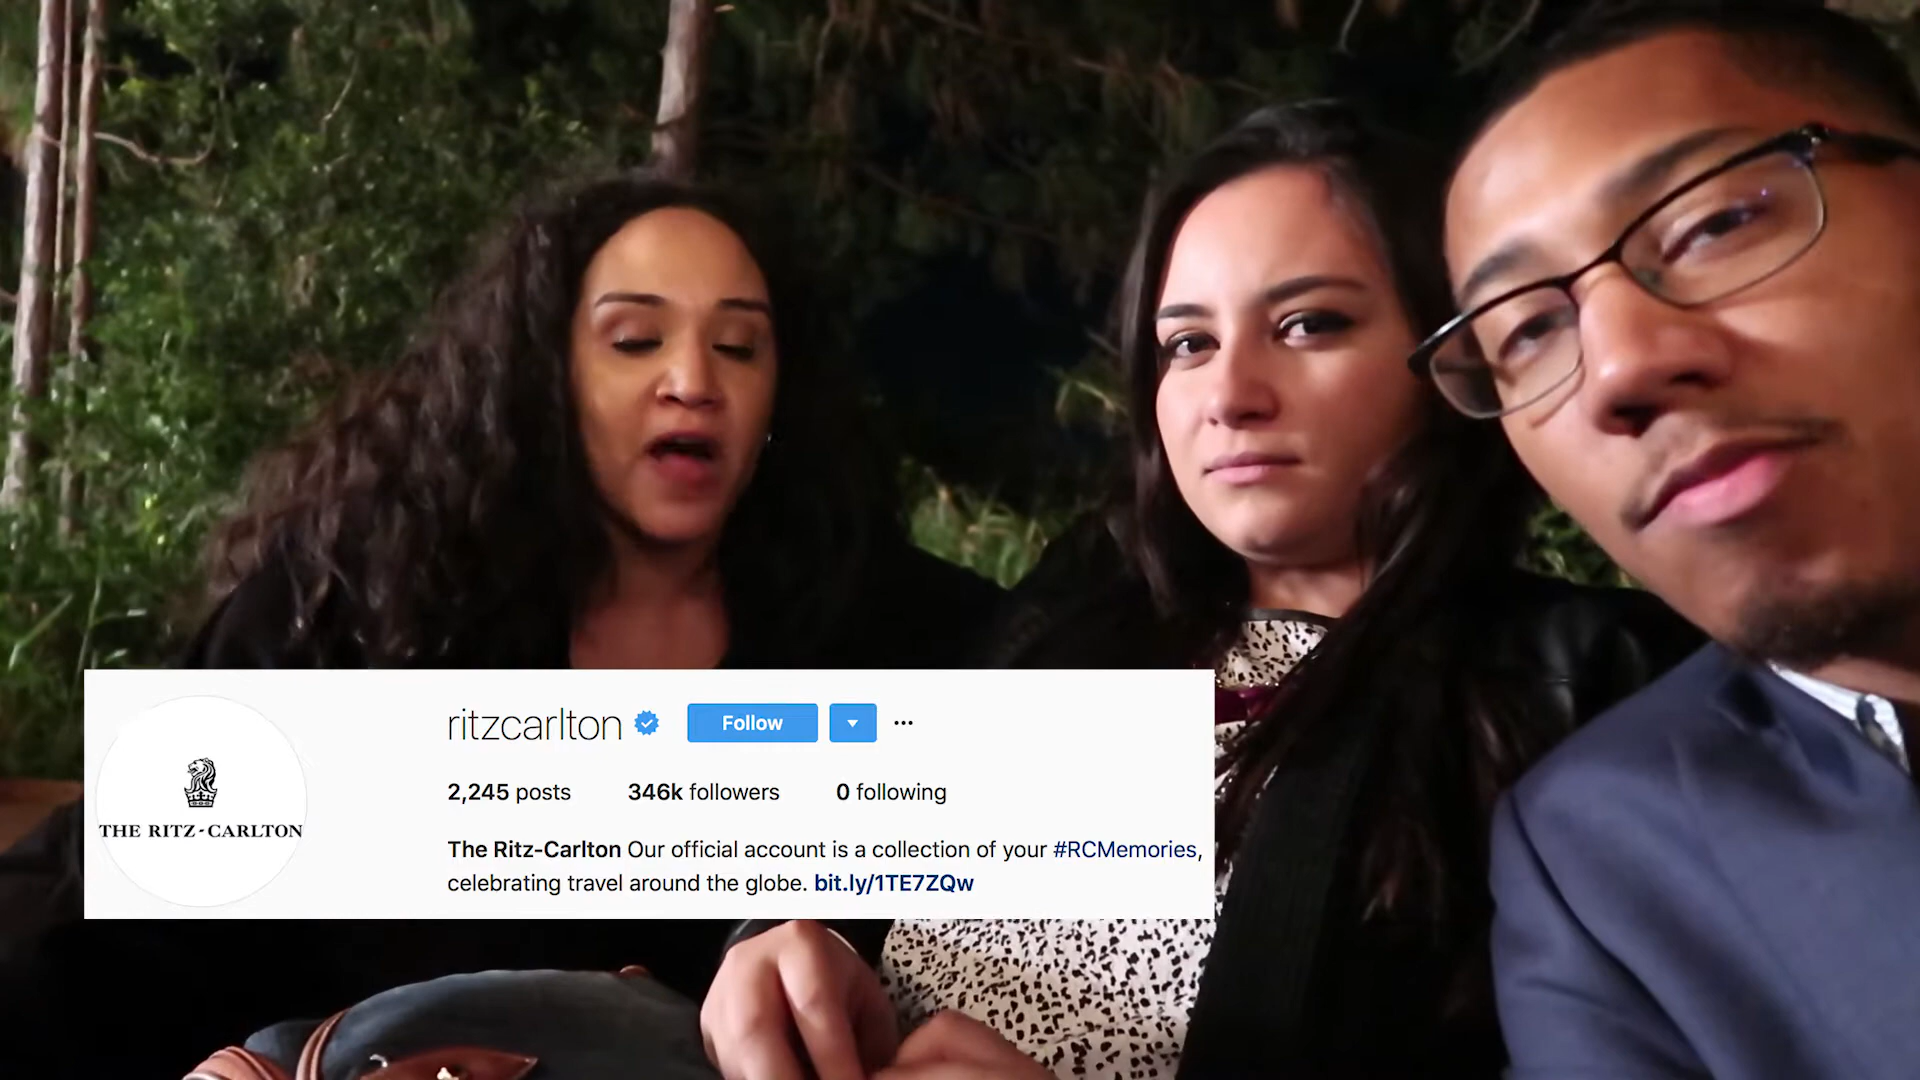 ritzcarlton Follow ...
2,245 posts 346k followers 0 following
THE RITZ-CARLTON
The Ritz-Carlton Our official account is a collection of your #RCMemories,
celebrating travel around the globe. bit.ly/1TE7ZQw